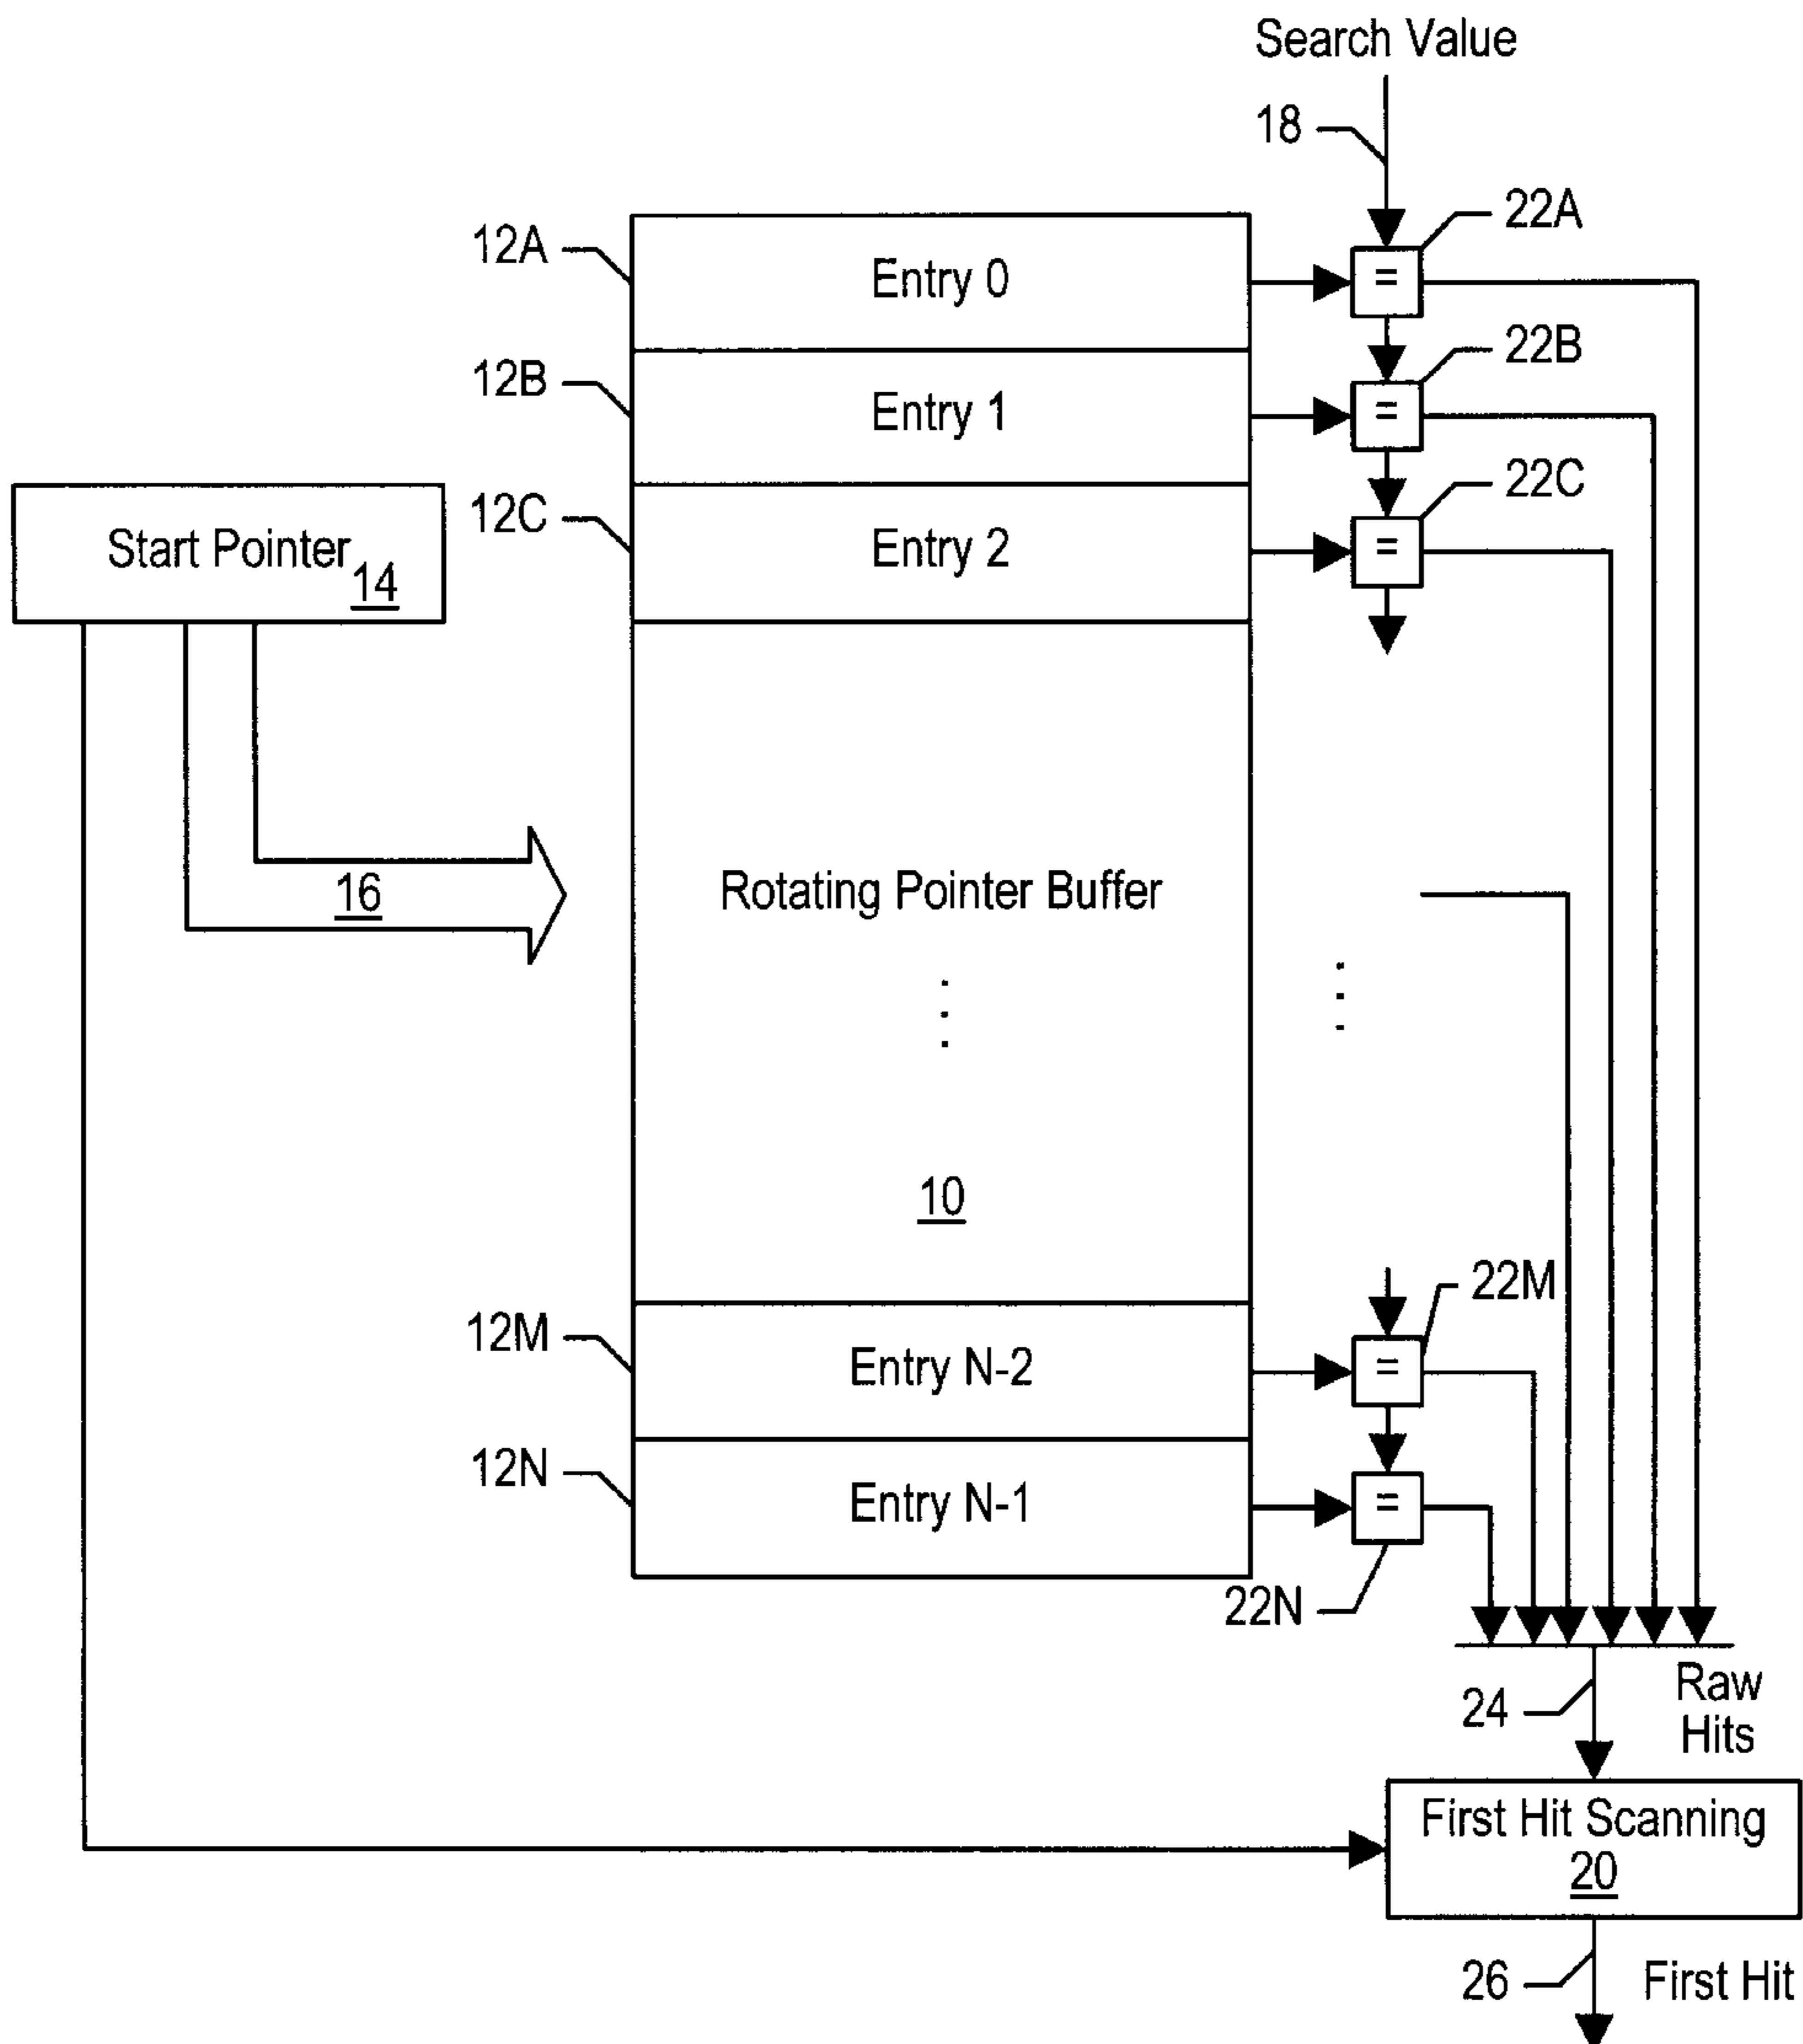 Search Value
18
22A
12A
Entry 0
=
22B
12B
Entry 1
=
22C
12C
Entry 2
=
Start Pointer
14
16
Rotating Pointer Buffer
10
22M
12M
Entry N-2
=
12N
Entry N-1
=
22N
24
Raw
Hits
First Hit Scanning
20
26
First Hit